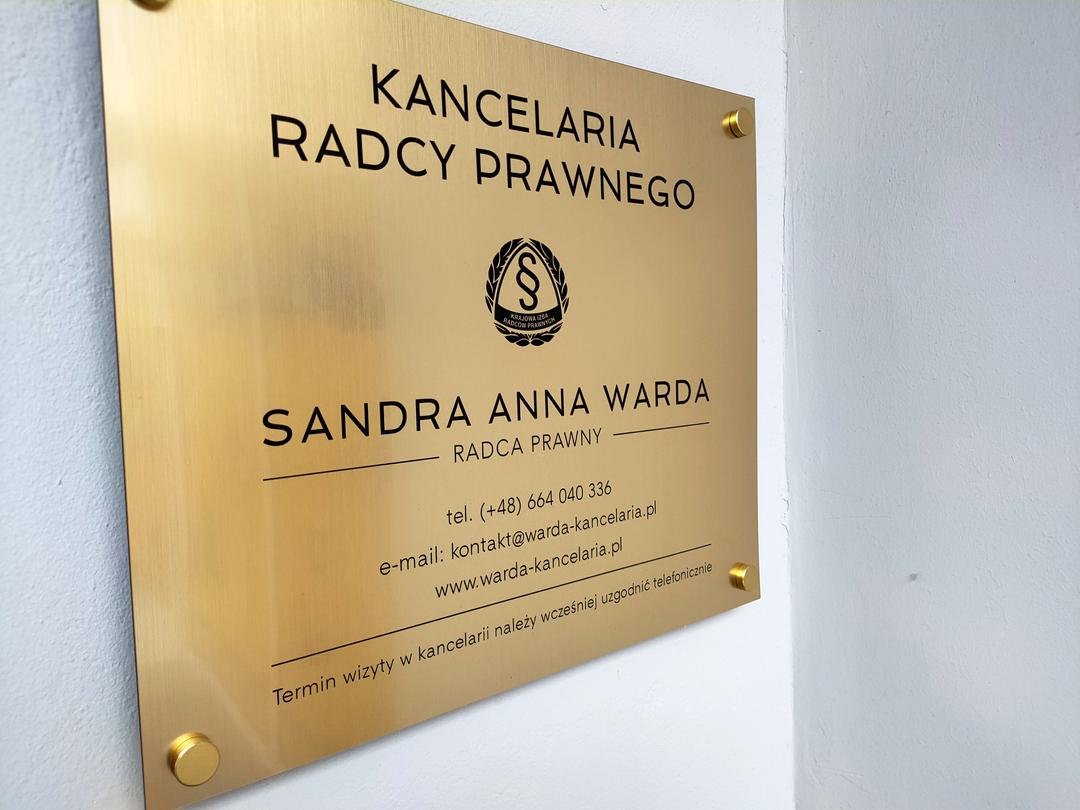 KANCELARIA
RADCY PRAWNEGO
§
KRAJOWA IZBA
RADCÓW PRAWNYCH
SANDRA ANNA WARDA
RADCA PRAWNY
tel. (+48) 664 040 336
e-mail: kontakt@warda-kancelaria.pl
www.warda-kancelaria.pl
Termin wizyty w kancelarii należy wcześniej uzgodnić telefonicznie